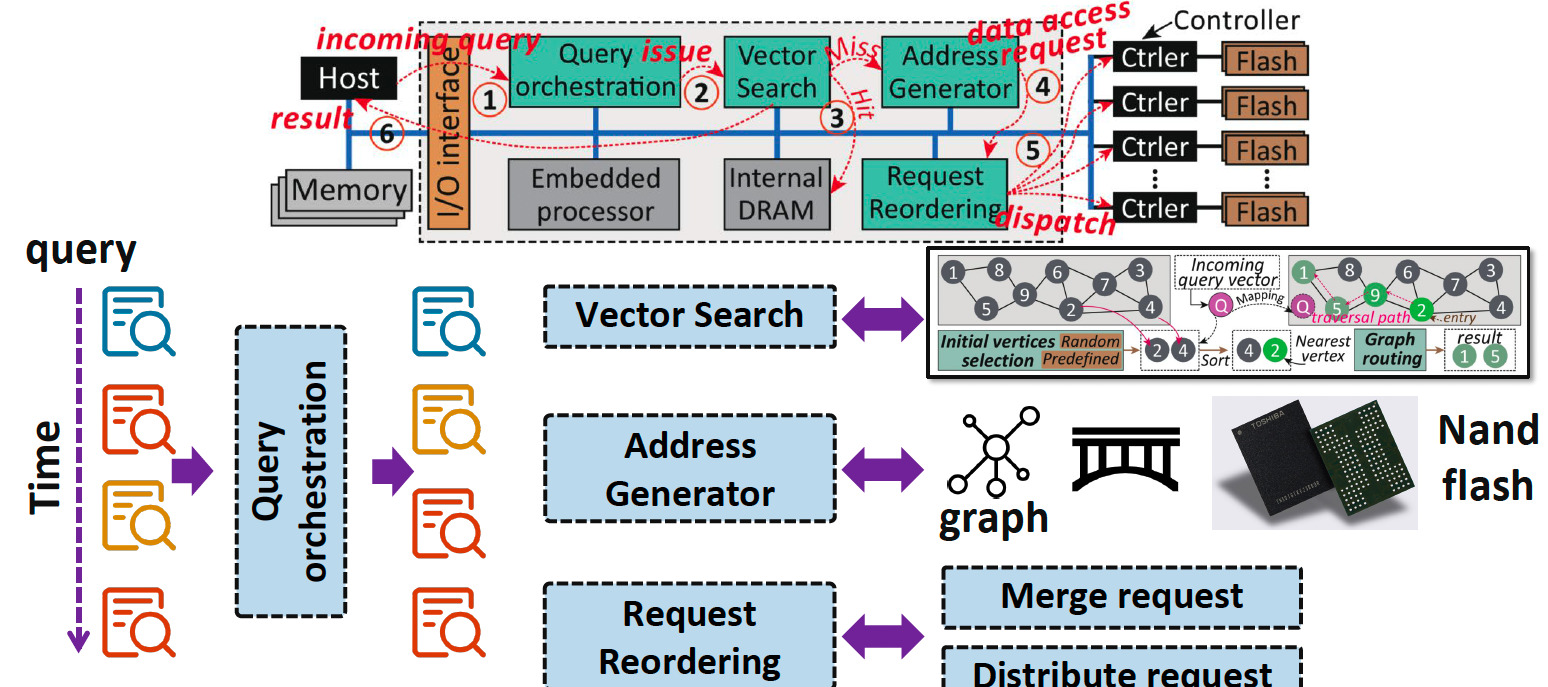 incoming query
Host
result
6
Memory
I/O interface
1
Query
orchestration
issue
2
Vector
Search
Miss
Hit
3
Address
Generator
data access
request
4
5
Embedded
processor
Internal
DRAM
Request
Reordering
dispatch
Controller
Ctrler
Flash
Ctrler
Flash
Ctrler
Flash
Ctrler
Flash
query
Time
Query
orchestration
Vector Search
1
8
6
3
9
7
5
2
4
Incoming
query vector
Q
Mapping
1
8
6
3
Q
9
7
5
2
4
traversal path
entry
Initial vertices
selection
Random
Predefined
2 4
Sort
4 2
Nearest
vertex
Graph
routing
result
1 5
Address
Generator
graph
TOSHIBA
Nand
flash
Request
Reordering
Merge request
Distribute request